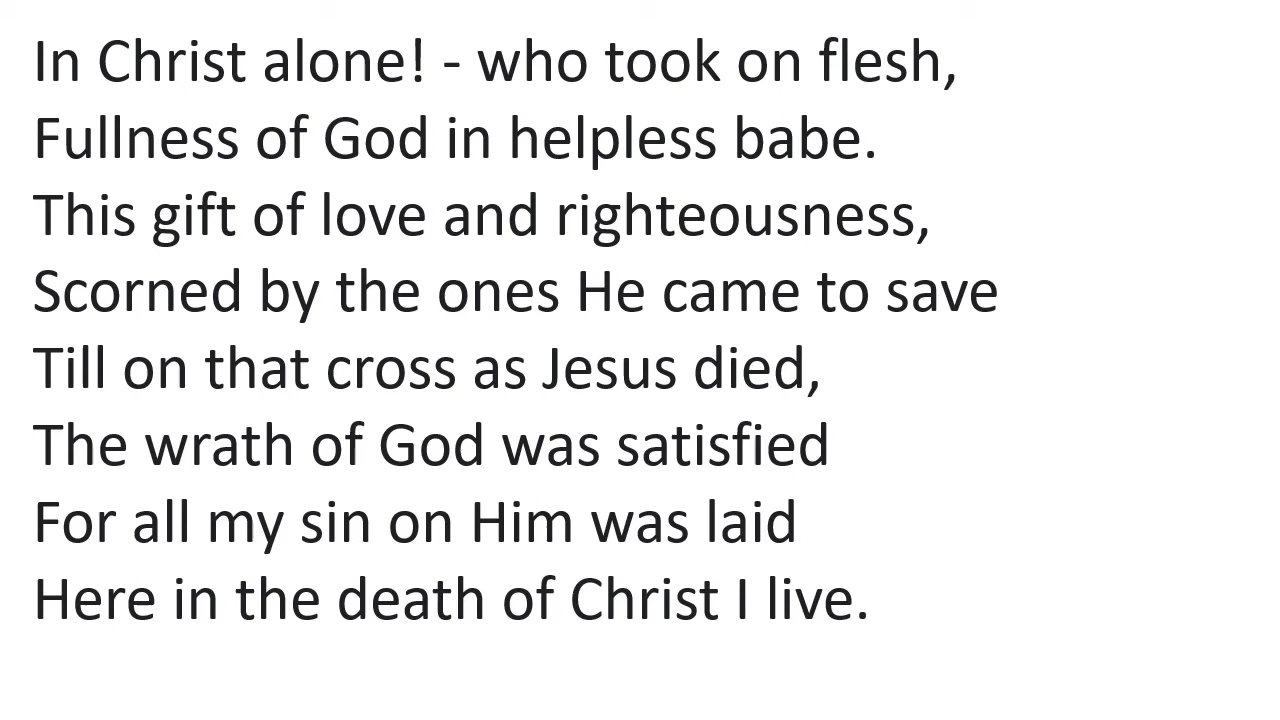 In Christ alone! - who took on flesh,
Fullness of God in helpless babe.
This gift of love and righteousness,
Scorned by the ones He came to save
Till on that cross as Jesus died,
The wrath of God was satisfied
For all my sin on Him was laid
Here in the death of Christ I live.